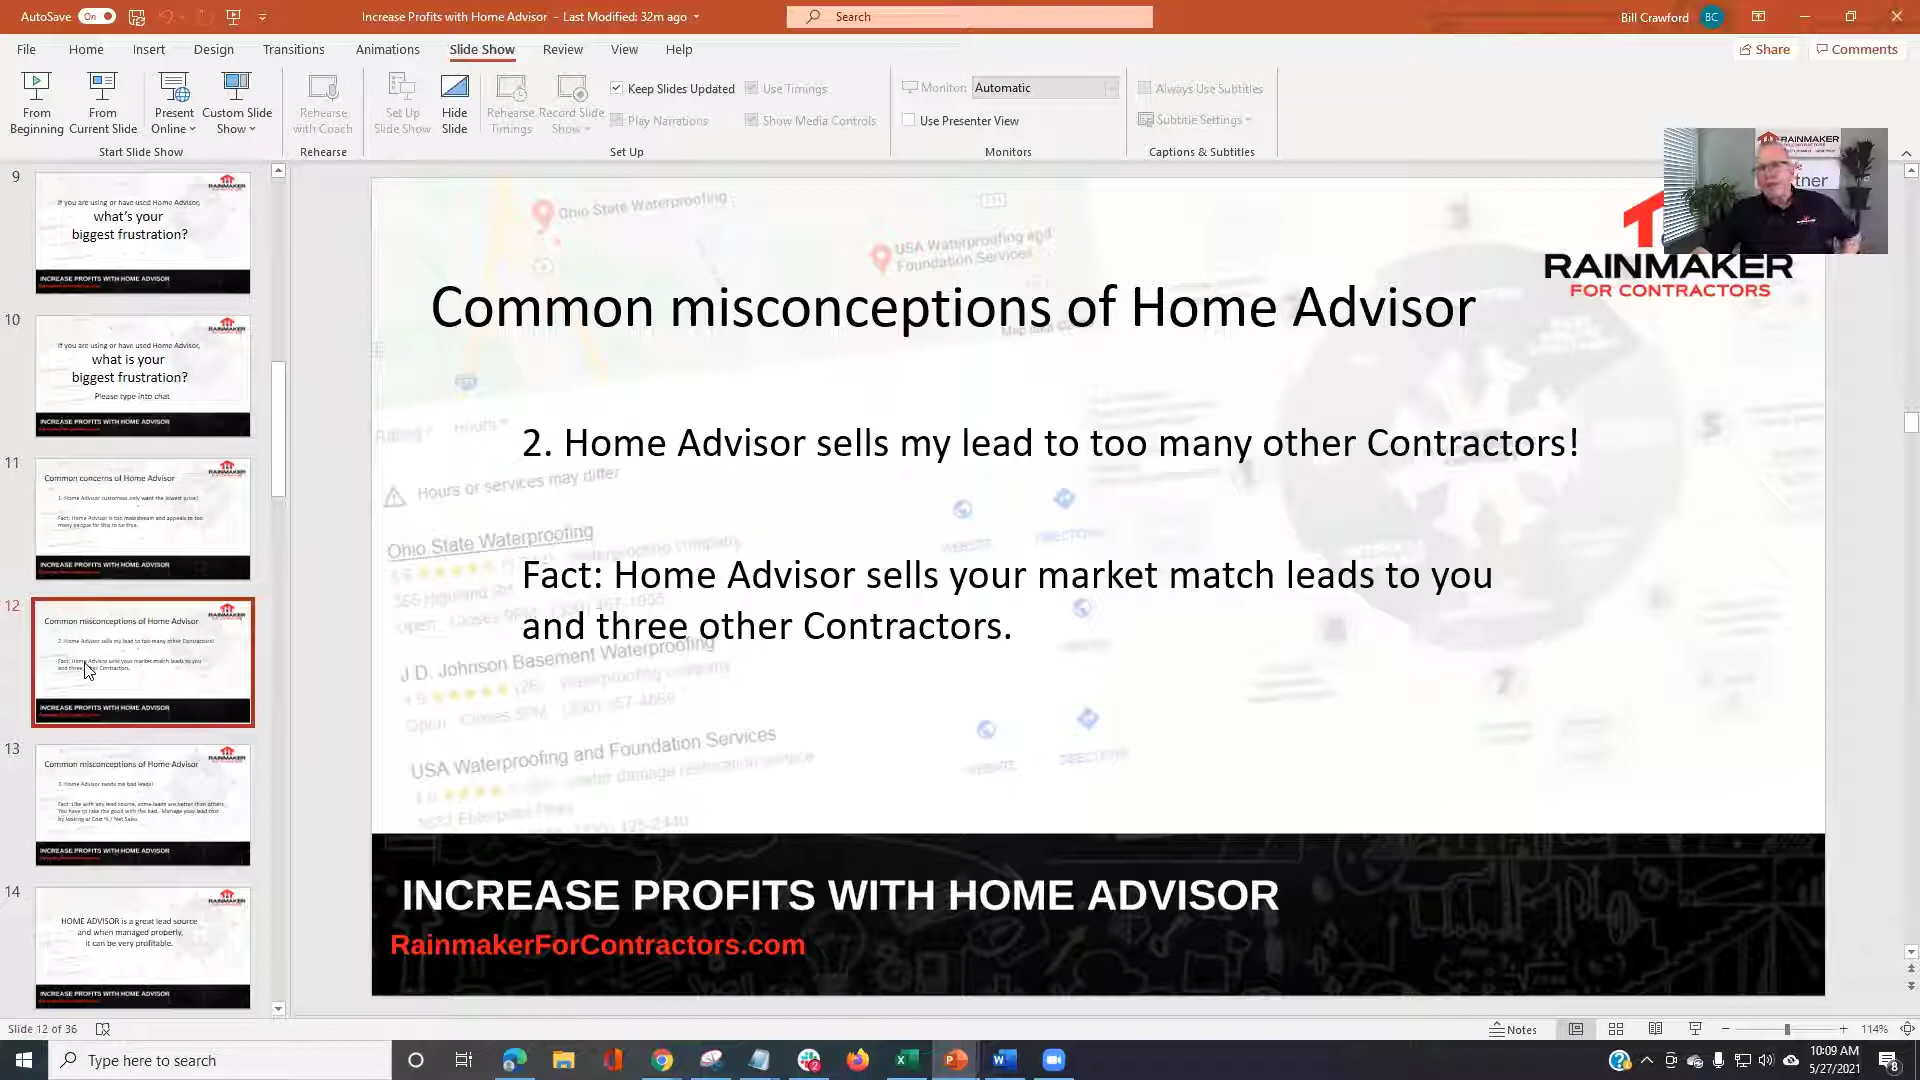 AutoSave On
Increase Profits with Home Advisor - Last Modified: 32m ago
Search
Bill Crawford BC
File Home Insert Design Transitions Animations Slide Show Review View Help
Share Comments
From Beginning
From Current Slide
Present Online
Custom Slide Show
Start Slide Show
Rehearse with Coach
Rehearse
Set Up Slide Show
Hide Slide
Rehearse Timings
Record Slide Show
Keep Slides Updated
Play Narrations
Use Timings
Show Media Controls
Set Up
Monitor: Automatic
Use Presenter View
Monitors
Always Use Subtitles
Subtitle Settings
Captions & Subtitles
RAINMAKER
tner
9
RAINMAKER
If you are using or have used Home Advisor,
what's your
biggest frustration?
INCREASE PROFITS WITH HOME ADVISOR
10
RAINMAKER
If you are using or have used Home Advisor,
what is your
biggest frustration?
Please type into chat
INCREASE PROFITS WITH HOME ADVISOR
11
RAINMAKER
Common concerns of Home Advisor
1. Home Advisor customers only want the lowest price!
Fact: Home Advisor is too mainstream and appeals to too
many people for this to be true.
INCREASE PROFITS WITH HOME ADVISOR
12
RAINMAKER
Common misconceptions of Home Advisor
2. Home Advisor sells my lead to too many other Contractors!
Fact: Home Advisor sells your market match leads to you
INCREASE PROFITS WITH HOME ADVISOR
13
RAINMAKER
Common misconceptions of Home Advisor
3. Home Advisor sends me bad leads!
Fact: Like with any lead source, some leads are better than others.
You have to take the good with the bad. Manage your lead cost
by looking at Cost % / Net Sales.
INCREASE PROFITS WITH HOME ADVISOR
14
RAINMAKER
HOME ADVISOR is a great lead source
and when managed properly,
it can be very profitable.
INCREASE PROFITS WITH HOME ADVISOR
Ohio State Waterproofing
USA Waterproofing and
Foundation Services
RAINMAKER
FOR CONTRACTORS
Common misconceptions of Home Advisor
2. Home Advisor sells my lead to too many other Contractors!
Hours
Hours or services may differ
Ohio State Waterproofing
WEBSITE
Fact: Home Advisor sells your market match leads to you
and three other Contractors.
J D. Johnson Basement Waterproofing
USA Waterproofing and Foundation Services
INCREASE PROFITS WITH HOME ADVISOR
RainmakerForContractors.com
Slide 12 of 36
Notes
114%
Type here to search
10:09 AM
5/27/2021
8